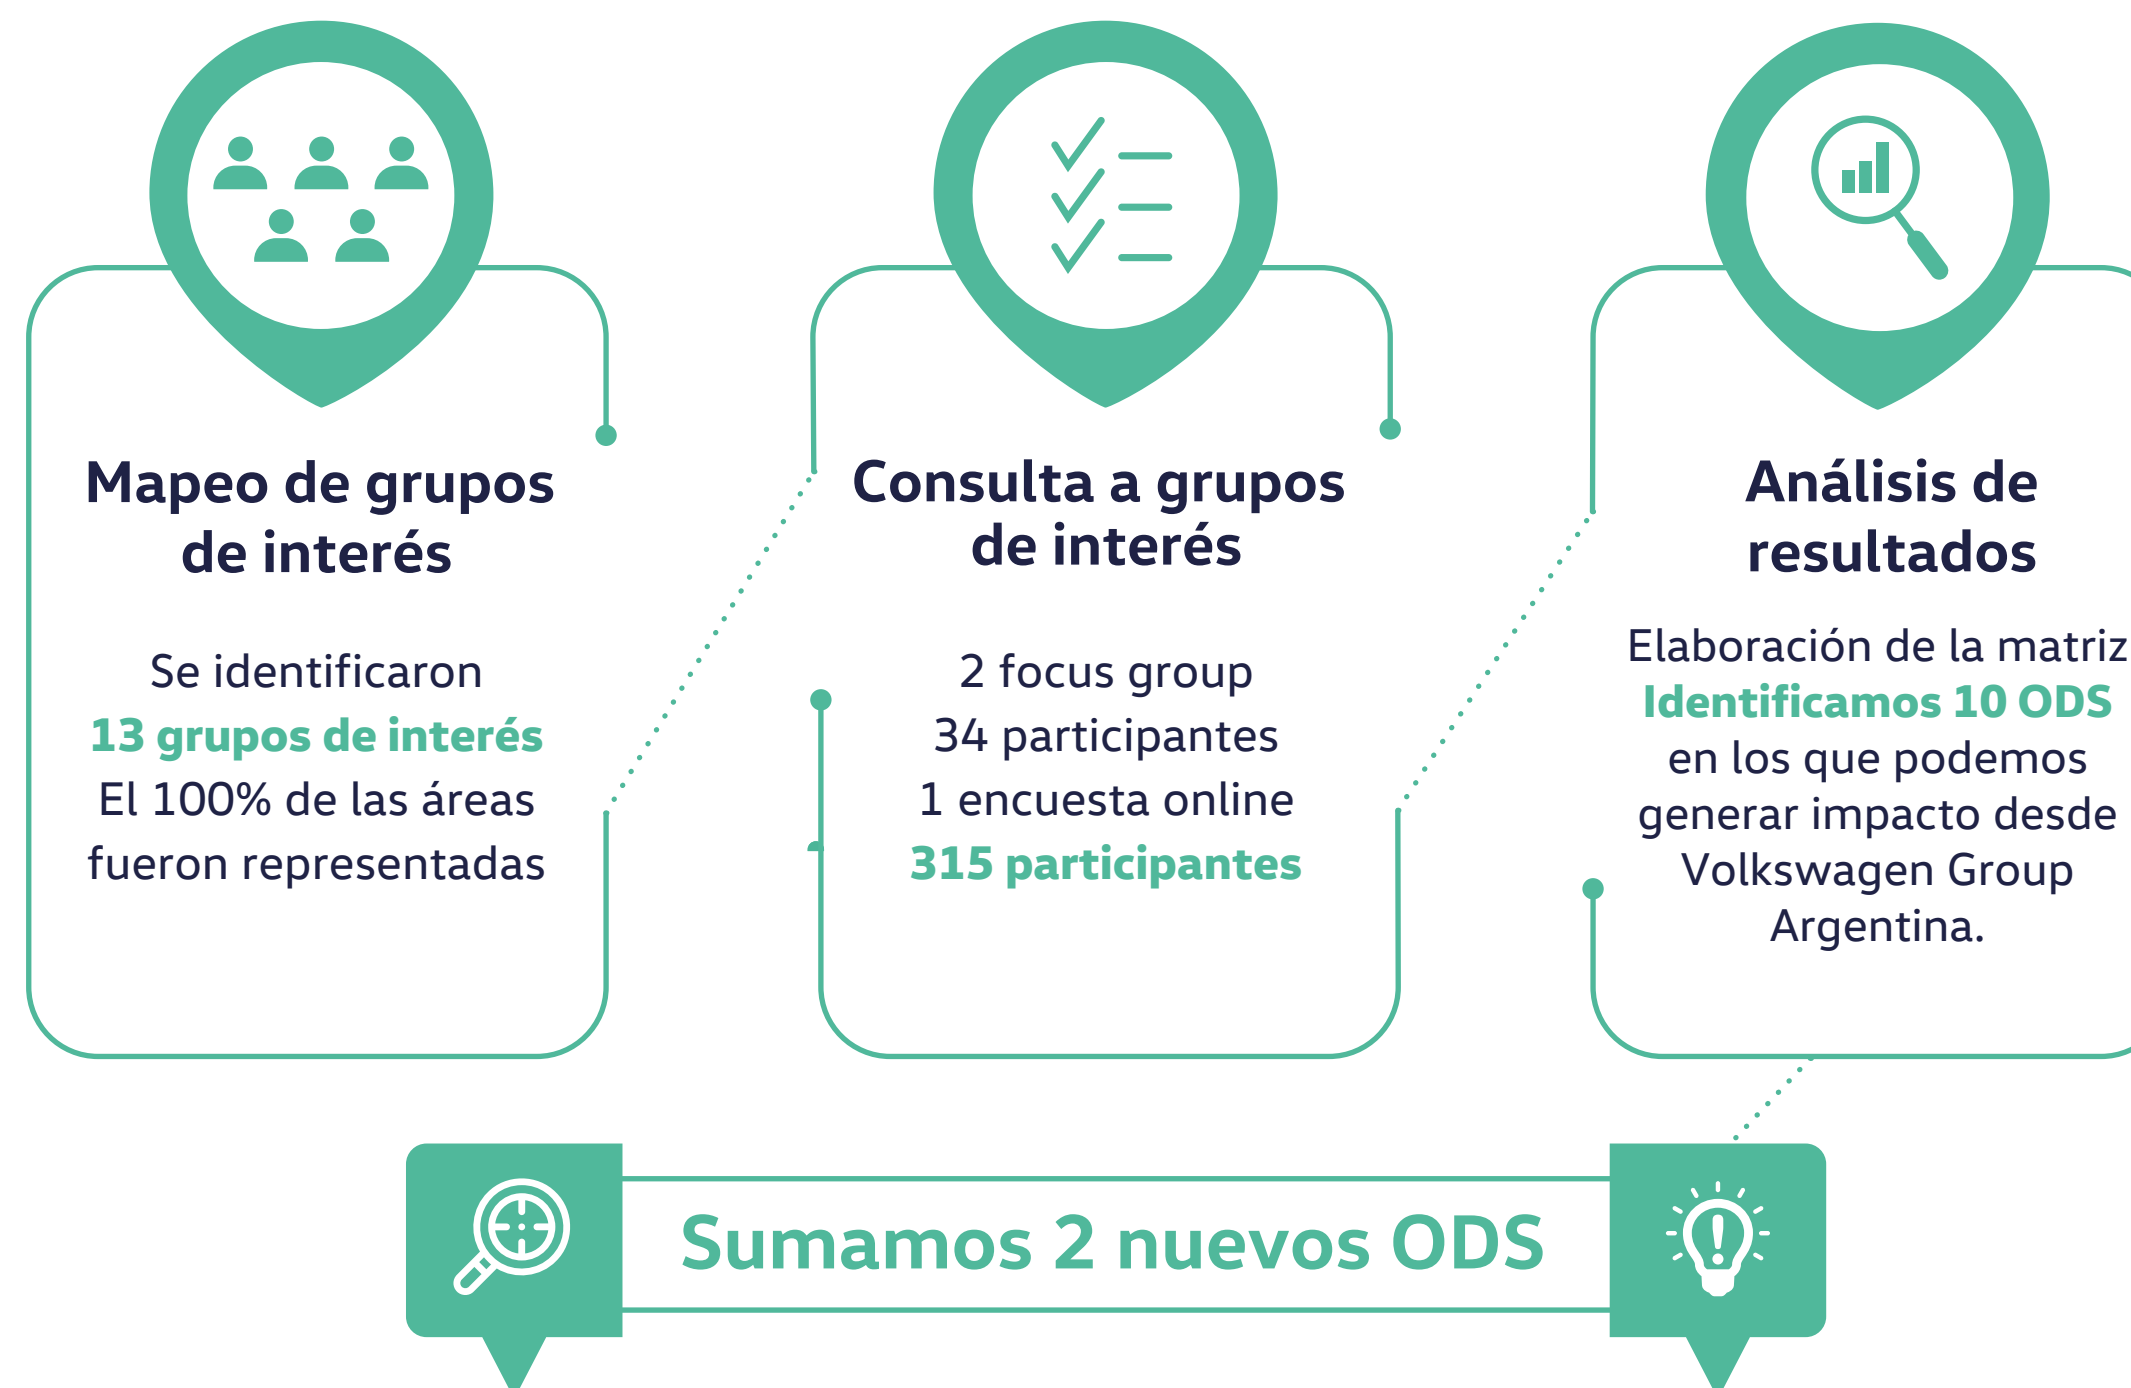 Mapeo de grupos
de interés
Se identificaron
13 grupos de interés
El 100% de las áreas
fueron representadas
Consulta a grupos
de interés
2 focus group
34 participantes
1 encuesta online
315 participantes
Análisis de
resultados
Elaboración de la matriz
Identificamos 10 ODS
en los que podemos
generar impacto desde
Volkswagen Group
Argentina.
Sumamos 2 nuevos ODS